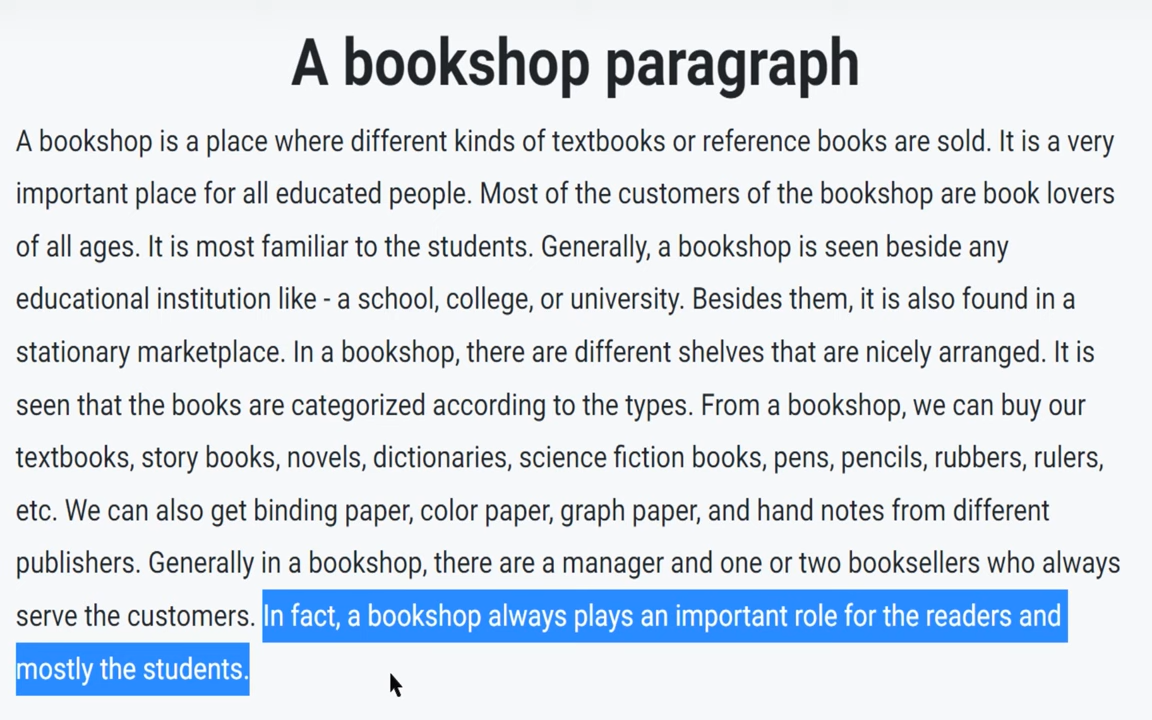 A bookshop paragraph
A bookshop is a place where different kinds of textbooks or reference books are sold. It is a very
important place for all educated people. Most of the customers of the bookshop are book lovers
of all ages. It is most familiar to the students. Generally, a bookshop is seen beside any
educational institution like - a school, college, or university. Besides them, it is also found in a
stationary marketplace. In a bookshop, there are different shelves that are nicely arranged. It is
seen that the books are categorized according to the types. From a bookshop, we can buy our
textbooks, story books, novels, dictionaries, science fiction books, pens, pencils, rubbers, rulers,
etc. We can also get binding paper, color paper, graph paper, and hand notes from different
publishers. Generally in a bookshop, there are a manager and one or two booksellers who always
serve the customers. In fact, a bookshop always plays an important role for the readers and
mostly the students.